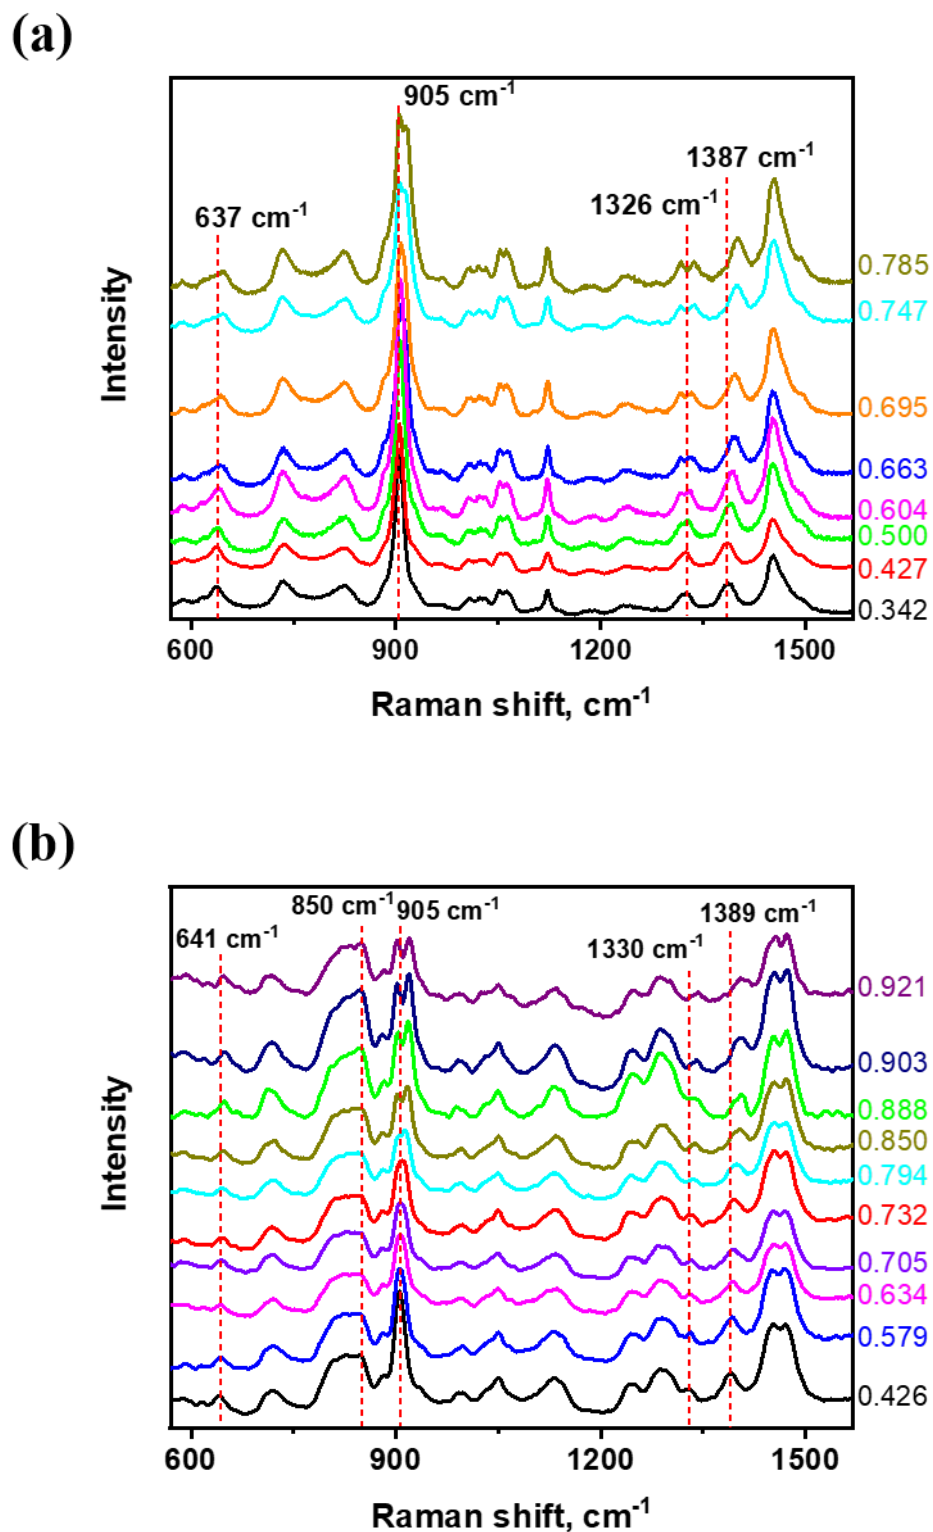 (a)
905 cm-1
1387 cm-1
1326 cm-1
637 cm-1
Intensity
0.785
0.747
0.695
0.663
0.604
0.500
0.427
0.342
600 900 1200 1500
Raman shift, cm-1
(b)
850 cm-1 905 cm-1
1389 cm-1
641 cm-1
1330 cm-1
Intensity
0.921
0.903
0.888
0.850
0.794
0.732
0.705
0.634
0.579
0.426
600 900 1200 1500
Raman shift, cm-1